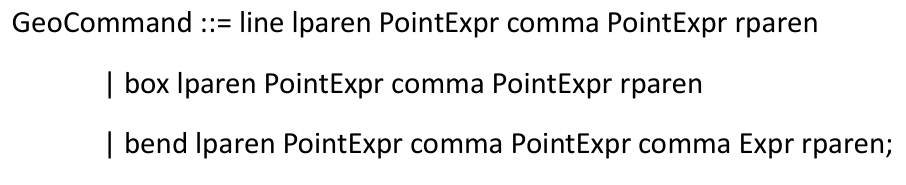 GeoCommand ::= line lparen PointExpr comma PointExpr rparen
| box lparen PointExpr comma PointExpr rparen
| bend lparen PointExpr comma PointExpr comma Expr rparen;